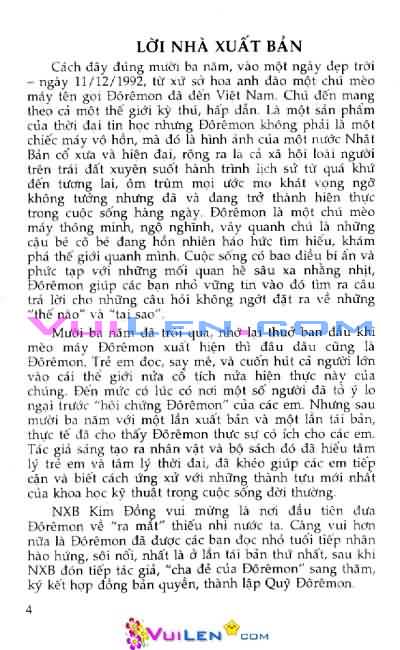 LỜI NHÀ XUẤT BẢN
Cách đây đúng mười ba năm, vào một ngày đẹp trời
– ngày 11/12/1992, từ xứ sở hoa anh đào một chú mèo
máy tên gọi Đôrêmon đã đến Việt Nam. Chú đến mang
theo cả một thế giới kỳ thú, hấp dẫn. Là một sản phẩm
của thời đại tin học nhưng Đôrêmon không phải là một
chiếc máy vô hồn, mà đó là hình ảnh của một nước Nhật
Bản cổ xưa và hiện đại, rộng ra là cả xã hội loài người
trên trái đất xuyên suốt hành trình lịch sử từ quá khứ
đến tương lai, ôm trùm mọi ước mơ khát vọng ngỡ
không tưởng nhưng đã và đang trở thành hiện thực
trong cuộc sống hàng ngày. Đôrêmon là một chú mèo
máy thông minh, ngộ nghĩnh, vây quanh chú là những
cậu bé cô bé đang hồn nhiên háo hức tìm hiểu, khám
phá thế giới quanh mình. Cuộc sống có bao điều bí ẩn và
phức tạp với những mối quan hệ sâu xa nhằng nhịt,
Đôrêmon giúp các bạn nhỏ vững tin vào đó tìm ra câu
trả lời cho những câu hỏi không ngớt đặt ra về những
"thế nào" và "tại sao".
VUILEN.COM
Mười ba năm đã trôi qua, nhớ lại thuở ban đầu khi
mèo máy Đôrêmon xuất hiện thì đâu đâu cũng là
Đôrêmon. Trẻ em đọc, say mê, và cuốn hút cả người lớn
vào cái thế giới nửa cổ tích nửa hiện thực này của
chúng. Đến mức có lúc có nơi một số người đã tỏ ý lo
ngại trước "hội chứng Đôrêmon" của các em. Nhưng sau
mười ba năm với một lần xuất bản và một lần tái bản,
thực tế đã cho thấy Đôrêmon thực sự có ích cho các em.
Tác giả sáng tạo ra nhân vật và bộ sách đó đã hiểu tâm
lý trẻ em và tâm lý thời đại, đã khéo giúp các em tiếp
cận và biết cách ứng xử với những thành tựu mới nhất
của khoa học kỹ thuật trong cuộc sống đời thường.
NXB Kim Đồng vui mừng là nơi đầu tiên đưa
Đôrêmon về "ra mắt" thiếu nhi nước ta. Càng vui hơn
nữa là Đôrêmon đã được các bạn đọc nhỏ tuổi tiếp nhận
hào hứng, sôi nổi, nhất là ở lần tái bản thứ nhất, sau khi
NXB đón tiếp tác giả, "cha đẻ của Đôrêmon" sang thăm,
ký kết hợp đồng bản quyền, thành lập Quỹ Đôrêmon.
4
VUILEN.COM